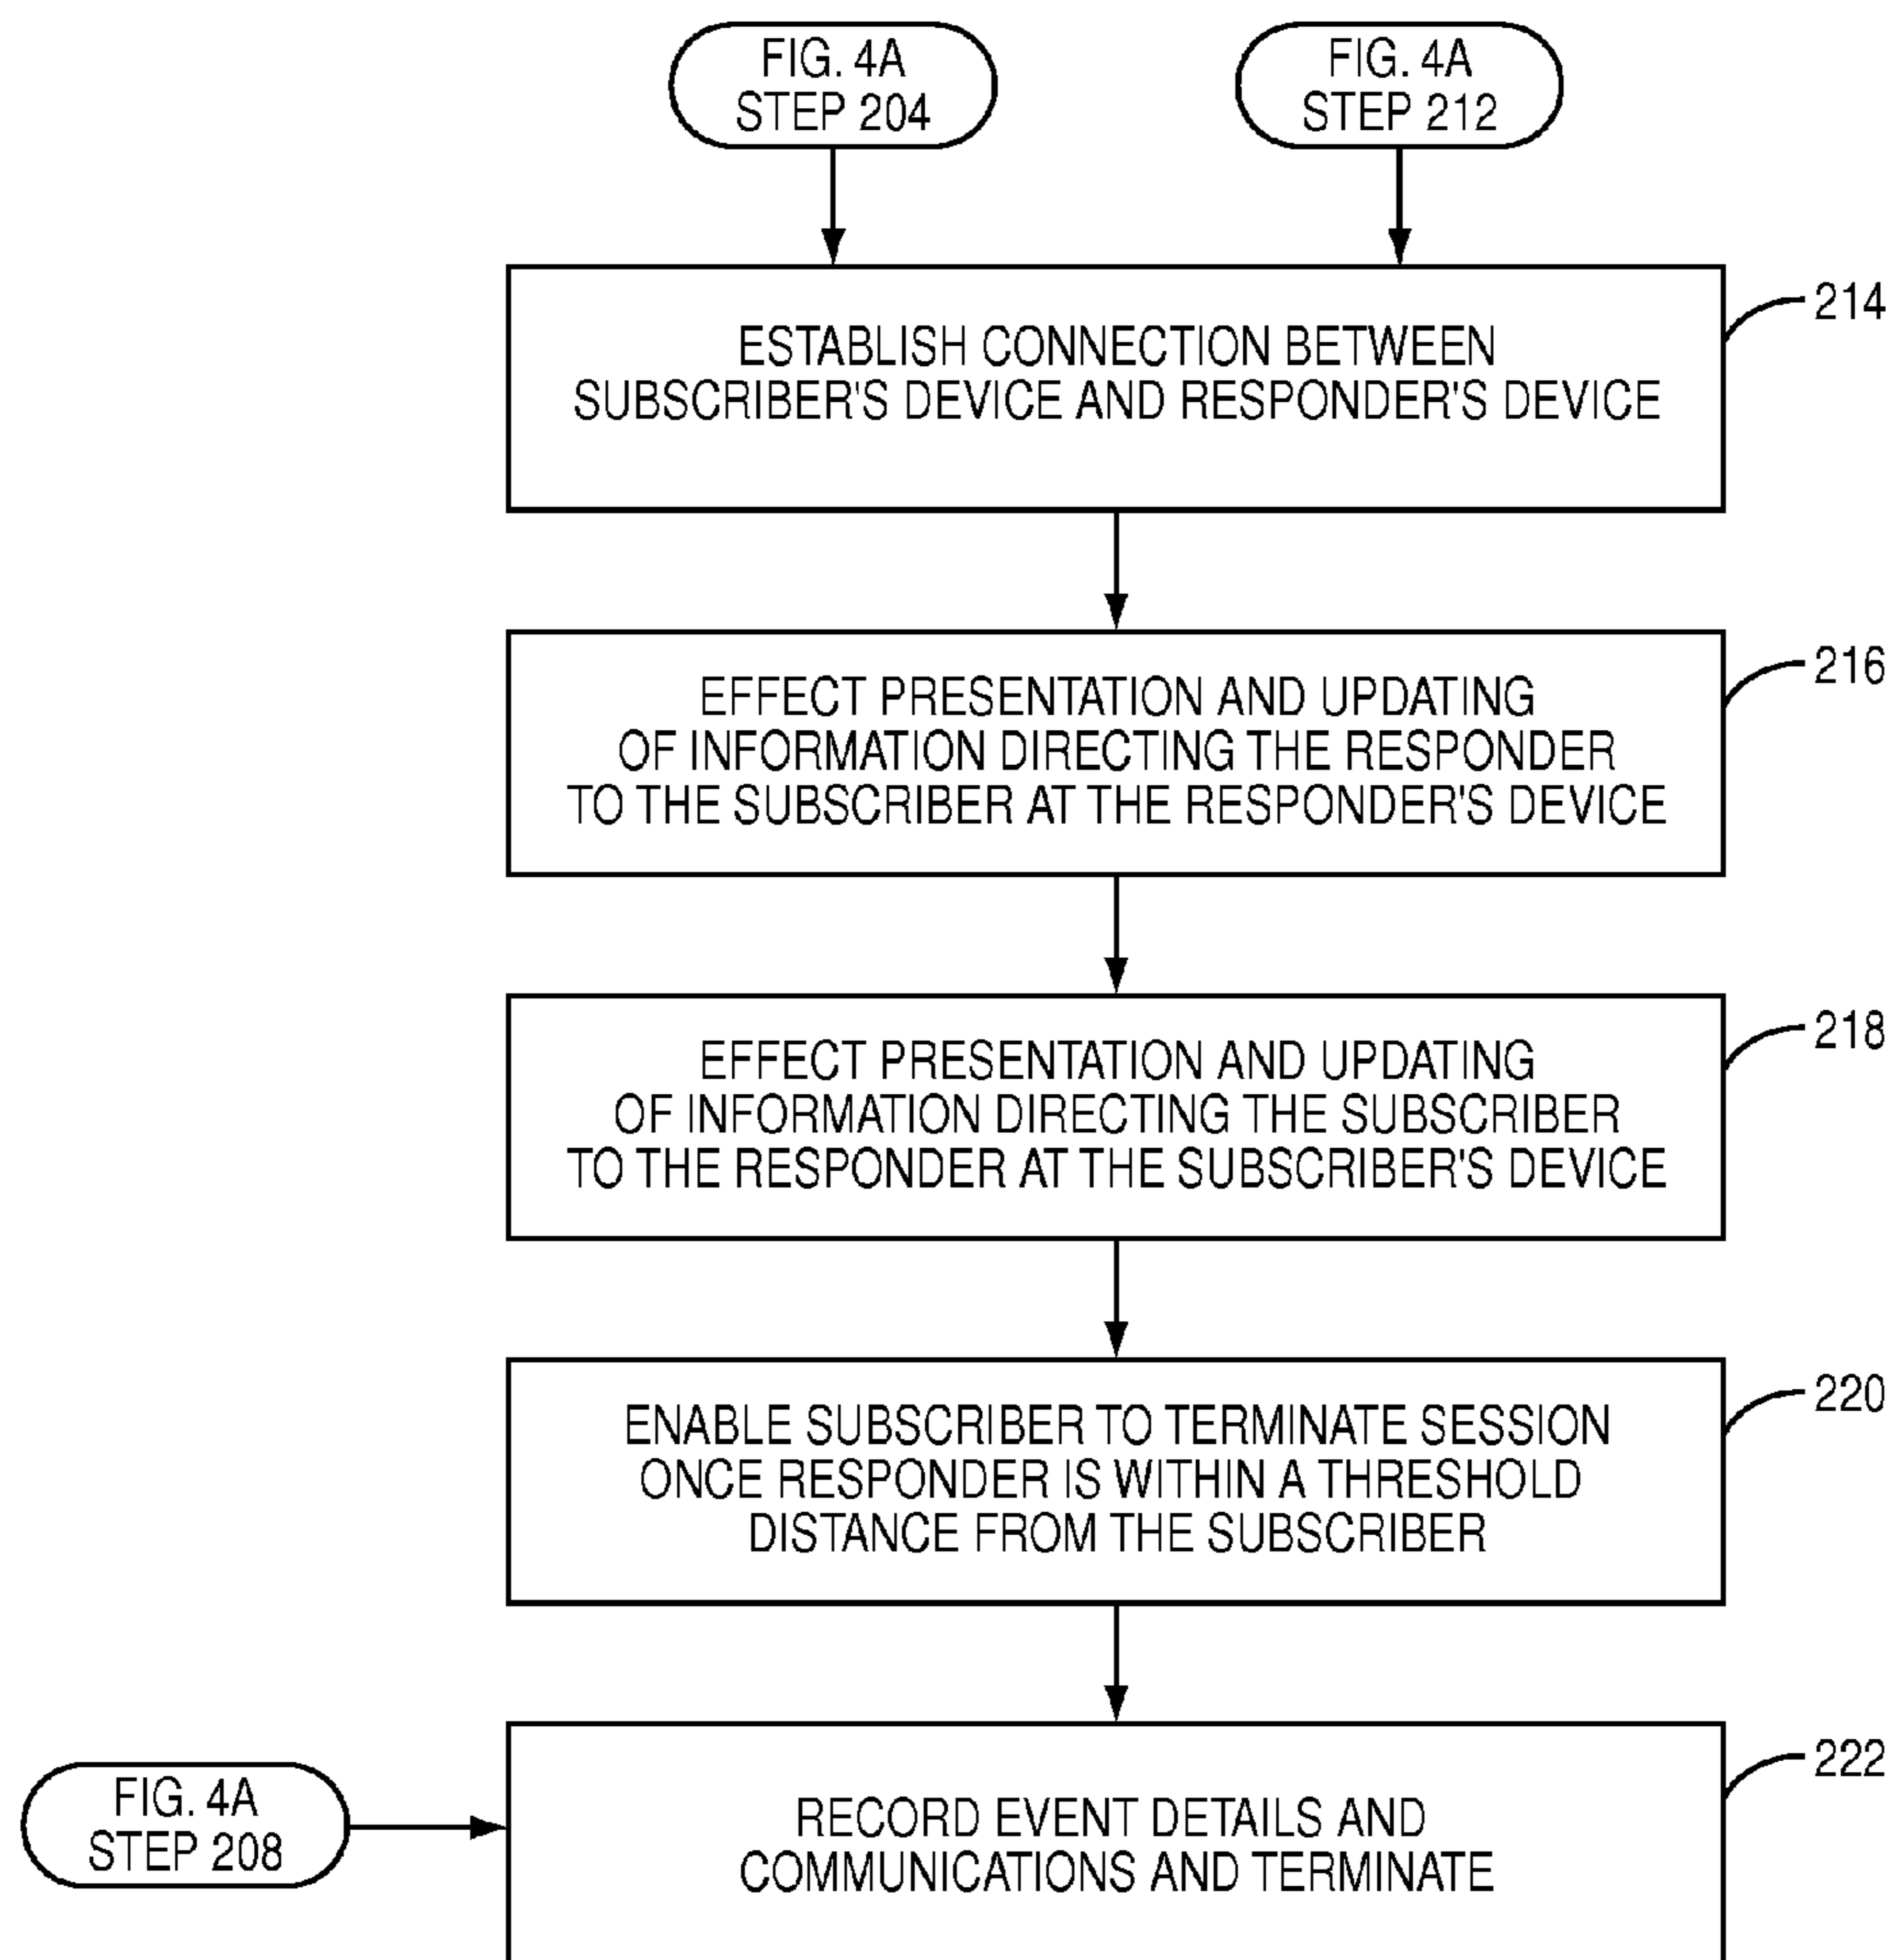 FIG. 4A
STEP 204
FIG. 4A
STEP 212
214
ESTABLISH CONNECTION BETWEEN
SUBSCRIBER'S DEVICE AND RESPONDER'S DEVICE
216
EFFECT PRESENTATION AND UPDATING
OF INFORMATION DIRECTING THE RESPONDER
TO THE SUBSCRIBER AT THE RESPONDER'S DEVICE
218
EFFECT PRESENTATION AND UPDATING
OF INFORMATION DIRECTING THE SUBSCRIBER
TO THE RESPONDER AT THE SUBSCRIBER'S DEVICE
220
ENABLE SUBSCRIBER TO TERMINATE SESSION
ONCE RESPONDER IS WITHIN A THRESHOLD
DISTANCE FROM THE SUBSCRIBER
222
FIG. 4A
STEP 208
RECORD EVENT DETAILS AND
COMMUNICATIONS AND TERMINATE